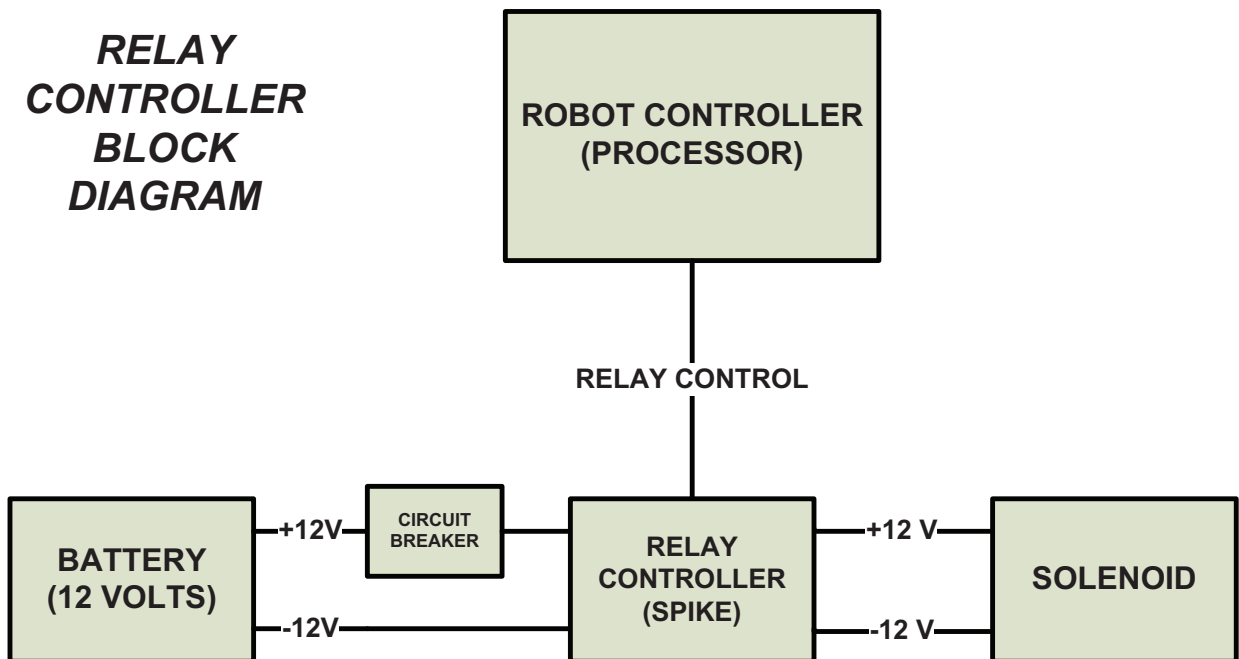 RELAY
CONTROLLER
BLOCK
DIAGRAM
ROBOT CONTROLLER
(PROCESSOR)
RELAY CONTROL
BATTERY
(12 VOLTS)
+12V
-12V
CIRCUIT
BREAKER
RELAY
CONTROLLER
(SPIKE)
+12 V
-12 V
SOLENOID